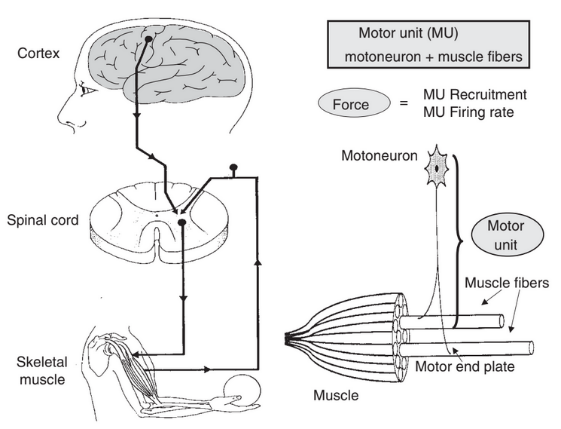 Cortex
Spinal cord
Skeletal
muscle
Motor unit (MU)
motoneuron + muscle fibers
Force = MU Recruitment
MU Firing rate
Motoneuron
Motor
unit
Muscle fibers
Motor end plate
Muscle